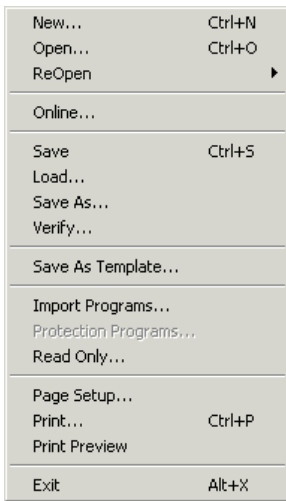 New... Ctrl+N
Open... Ctrl+O
ReOpen
Online...
Save Ctrl+S
Load...
Save As...
Verify...
Save As Template...
Import Programs...
Protection Programs...
Read Only...
Page Setup...
Print... Ctrl+P
Print Preview
Exit Alt+X